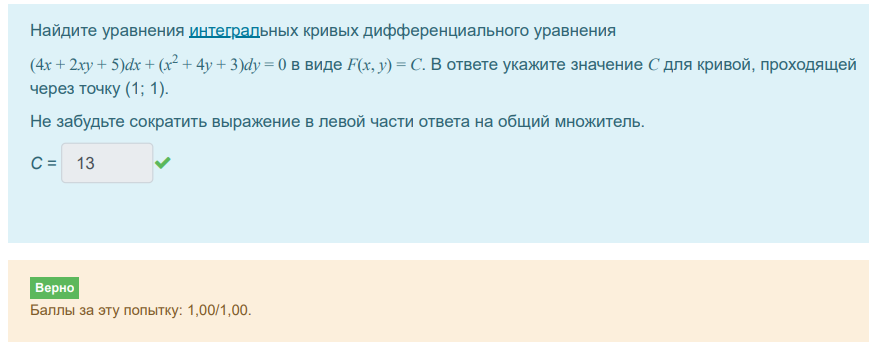 Найдите уравнения интегральных кривых дифференциального уравнения
(4x + 2xy + 5)dx + (x² + 4y + 3)dy = 0 в виде F(x, y) = C. В ответе укажите значение C для кривой, проходящей
через точку (1; 1).
Не забудьте сократить выражение в левой части ответа на общий множитель.
C = 13
Верно
Баллы за эту попытку: 1,00/1,00.